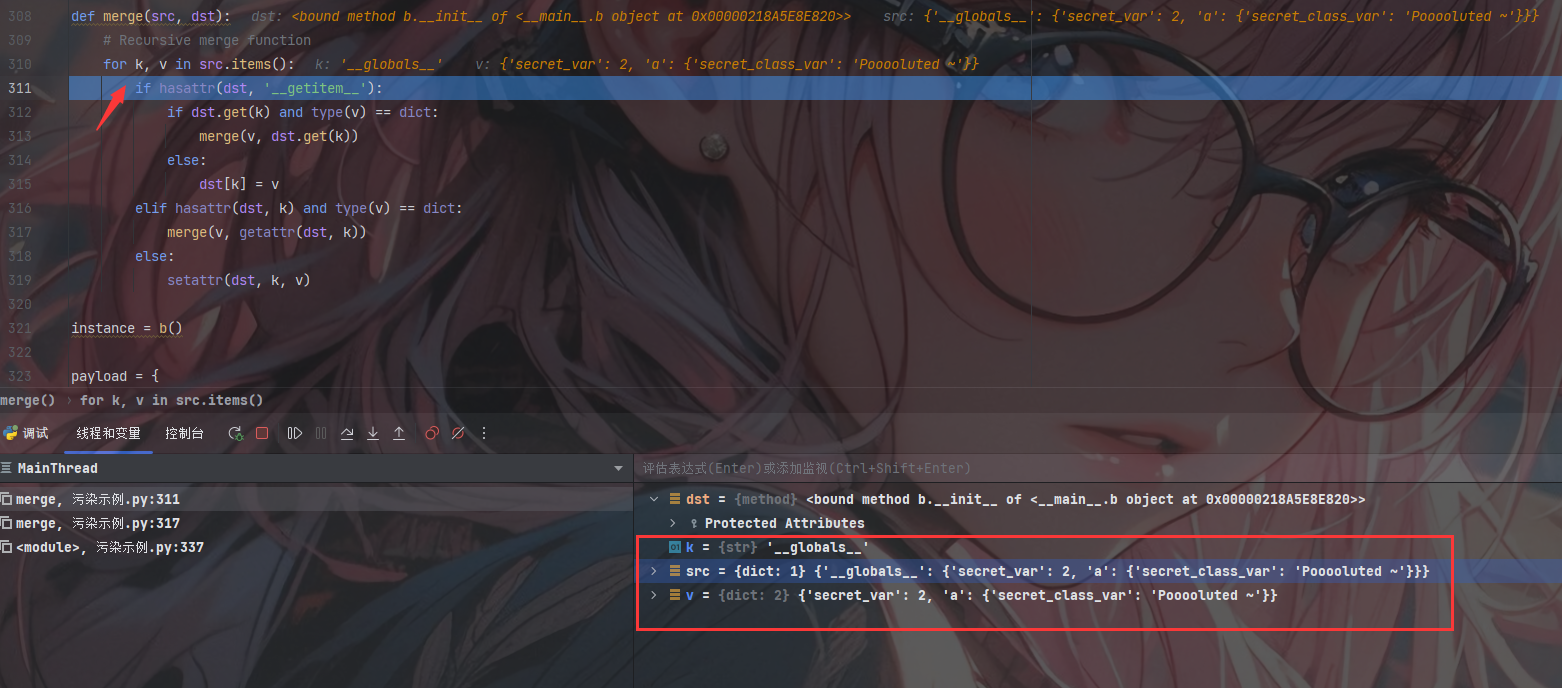 308 def merge(src, dst): dst: <bound method b.__init__ of <__main__.b object at 0x00000218A5E8E820>> src: {'__globals__': {'secret_var': 2, 'a': {'secret_class_var': 'Pooooluted ~'}}}
309 # Recursive merge function
310 for k, v in src.items(): k: '__globals__' v: {'secret_var': 2, 'a': {'secret_class_var': 'Pooooluted ~'}}
311 if hasattr(dst, '__getitem__'):
312 if dst.get(k) and type(v) == dict:
313 merge(v, dst.get(k))
314 else:
315 dst[k] = v
316 elif hasattr(dst, k) and type(v) == dict:
317 merge(v, getattr(dst, k))
318 else:
319 setattr(dst, k, v)
320
321 instance = b()
322
323 payload = {
merge() › for k, v in src.items()
调试 线程和变量 控制台
MainThread
评估表达式(Enter)或添加监视(Ctrl+Shift+Enter)
merge, 污染示例.py:311
merge, 污染示例.py:317
<module>, 污染示例.py:337
dst = {method} <bound method b.__init__ of <__main__.b object at 0x00000218A5E8E820>>
Protected Attributes
01 k = {str} '__globals__'
src = {dict: 1} {'__globals__': {'secret_var': 2, 'a': {'secret_class_var': 'Pooooluted ~'}}}
v = {dict: 2} {'secret_var': 2, 'a': {'secret_class_var': 'Pooooluted ~'}}